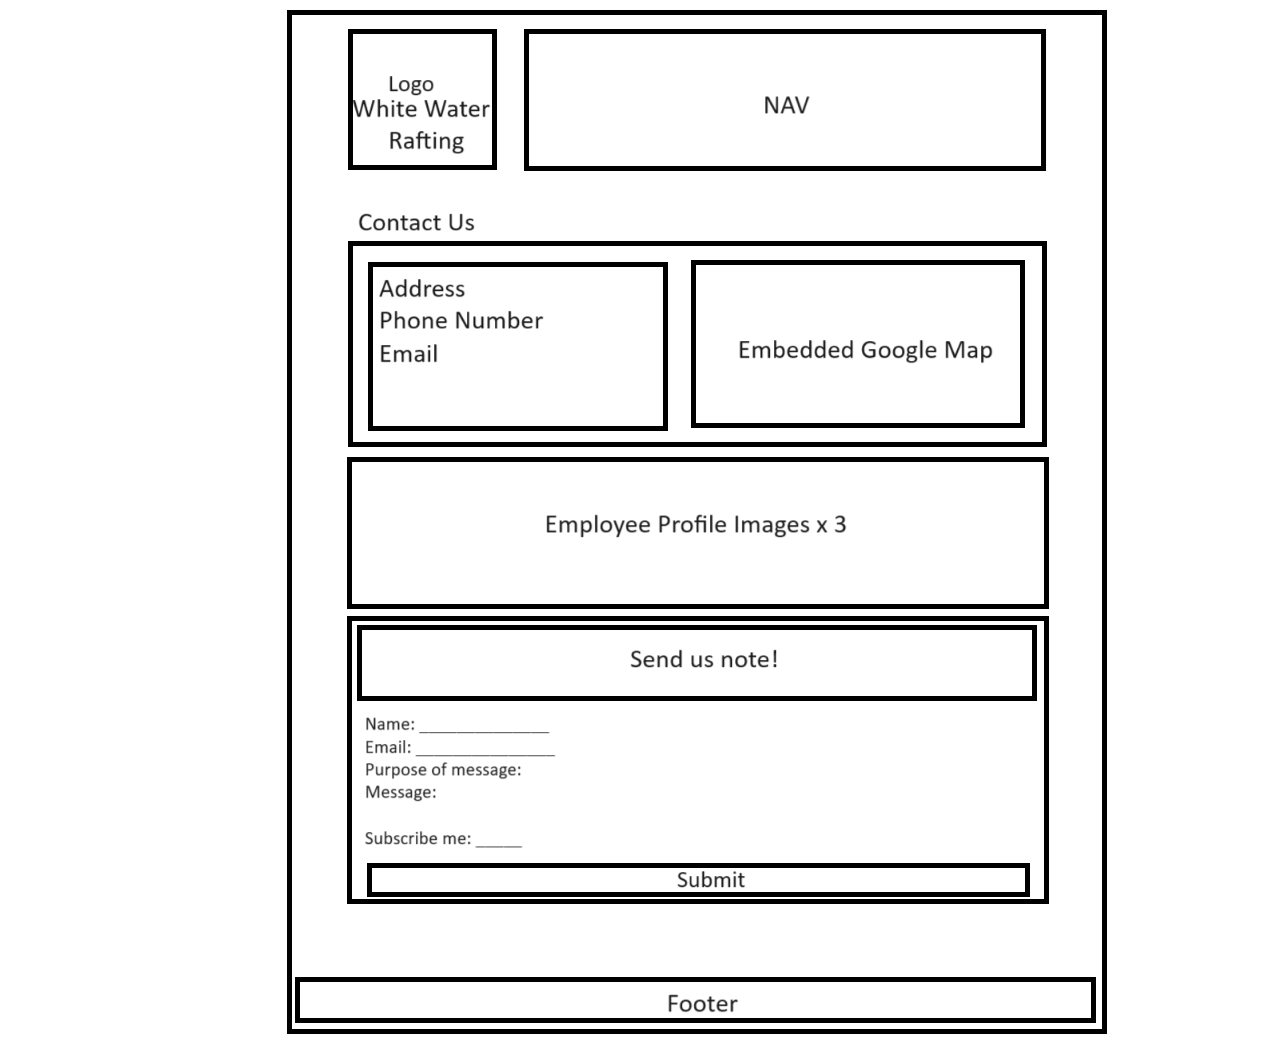 Logo
White Water
Rafting
NAV
Contact Us
Address
Phone Number
Email
Embedded Google Map
Employee Profile Images x 3
Send us note!
Name: ______________
Email: _______________
Purpose of message:
Message:
Subscribe me: _____
Submit
Footer